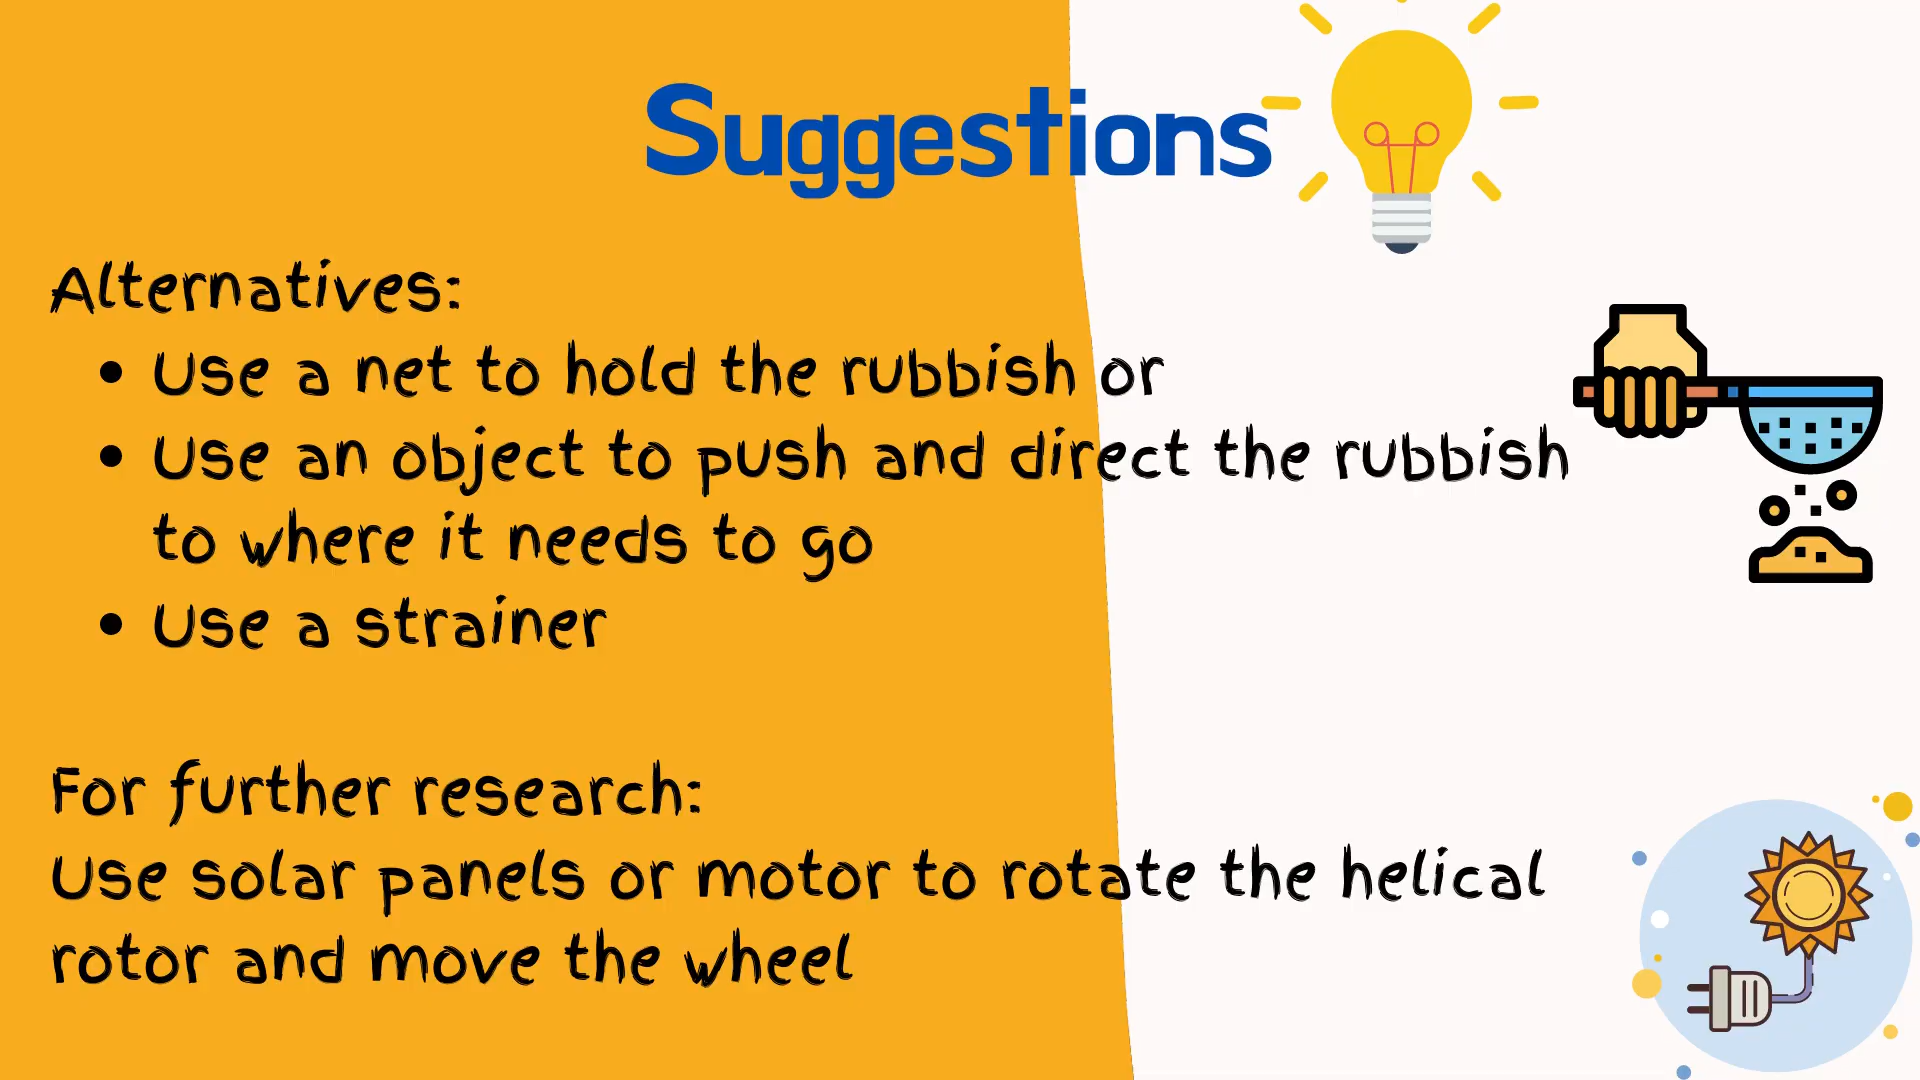 Suggestions
Alternatives:
• Use a net to hold the rubbish or
• Use an object to push and direct the rubbish
to where it needs to go
• Use a strainer
For further research:
Use solar panels or motor to rotate the helical
rotor and move the wheel